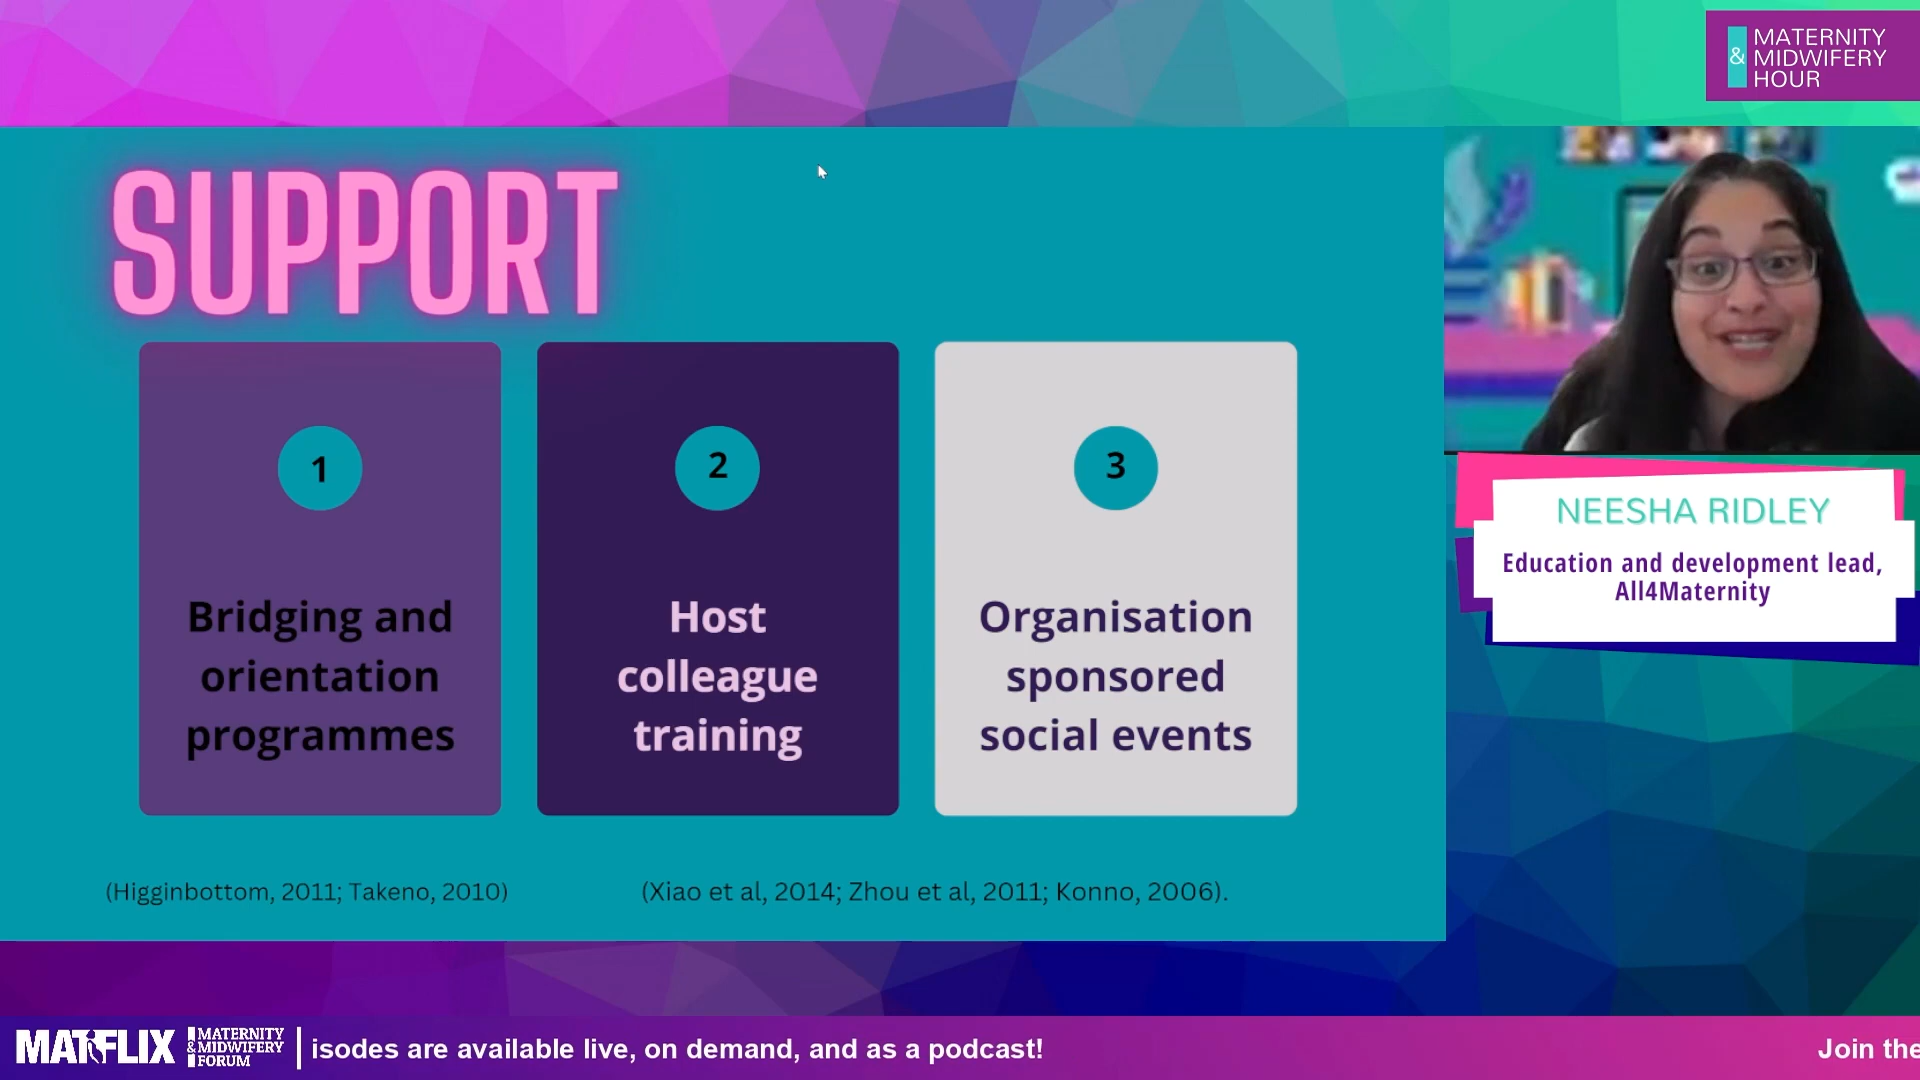 MATERNITY
& MIDWIFERY
HOUR
SUPPORT
1
Bridging and
orientation
programmes
2
Host
colleague
training
3
Organisation
sponsored
social events
(Higginbottom, 2011; Takeno, 2010)
(Xiao et al, 2014; Zhou et al, 2011; Konno, 2006).
NEESHA RIDLEY
Education and development lead,
All4Maternity
MATFLIX
MATERNITY
& MIDWIFERY
FORUM
isodes are available live, on demand, and as a podcast!
Join the